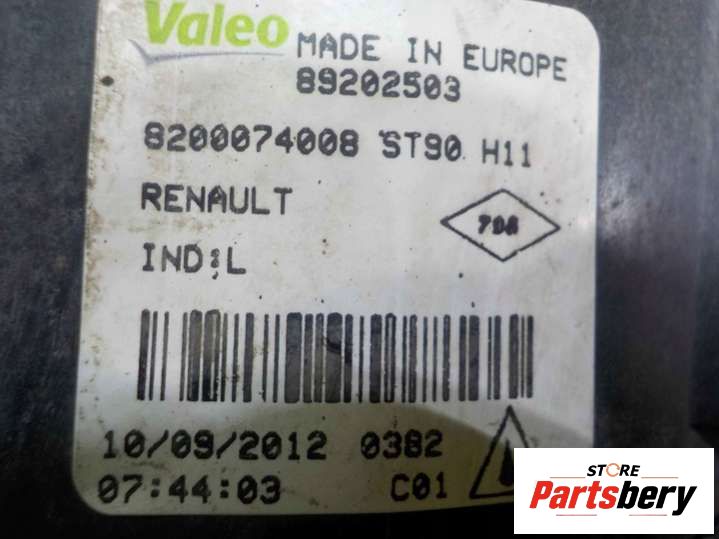 Valeo MADE IN EUROPE
89202503
8200074008 ST90 H11
RENAULT
IND:L
10/09/2012 0382
07:44:03 C01
STORE
Partsbery